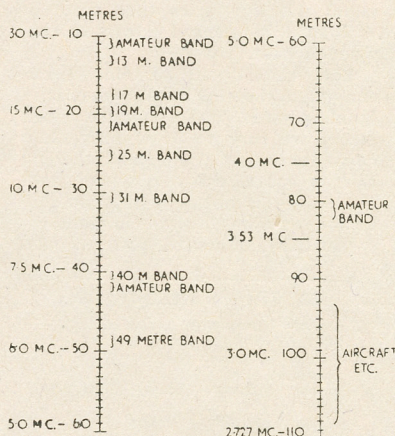 METRES
30 MC.- 10
}AMATEUR BAND
}13 M. BAND
}17 M BAND
15 MC- 20
}19M. BAND
}AMATEUR BAND
}25 M. BAND
10 MC- 30
}31 M. BAND
7.5 MC.- 40
}40 M BAND
}AMATEUR BAND
6.0 MC.- 50
}49 METRE BAND
5.0 MC.- 60
METRES
5.0 MC- 60
70
4.0 MC.
80
}AMATEUR
BAND
3.53 MC
90
3.0 MC. 100
AIRCRAFT
ETC.
2.727 MC-110